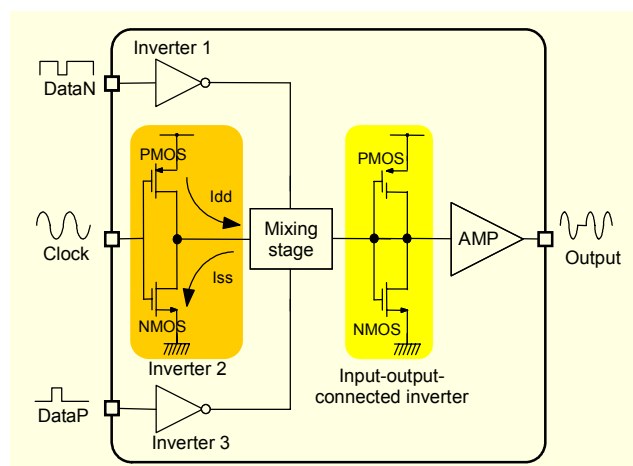 Inverter 1
DataN
PMOS
Idd
Clock
Iss
NMOS
Inverter 2
Mixing
stage
PMOS
NMOS
Input-output-
connected inverter
AMP
Output
DataP
Inverter 3